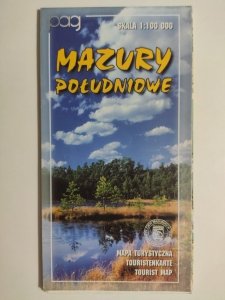 pag
SKALA 1:100 000
MAZURY
POŁUDNIOWE
MAPA TURYSTYCZNA
TOURISTENKARTE
TOURIST MAP